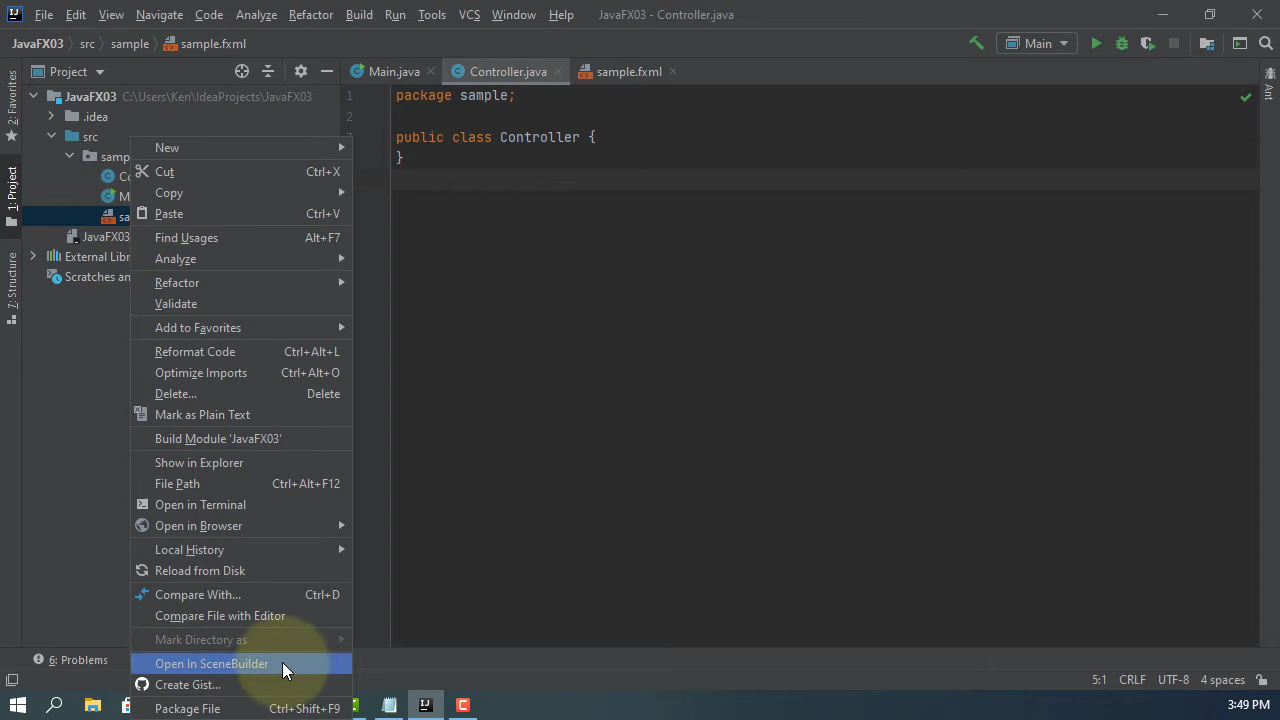 File Edit View Navigate Code Analyze Refactor Build Run Tools VCS Window Help JavaFX03 - Controller.java
JavaFX03 src sample sample.fxml Main
Project Main.java Controller.java sample.fxml
2: Favorites
1: Project
7: Structure
JavaFX03 C:\Users\Ken\IdeaProjects\JavaFX03
.idea
src
samp
Co
M
sa
JavaFX03
External Libr
Scratches an
1 package sample;
2
public class Controller {
}
Ant
New
Cut Ctrl+X
Copy
Paste Ctrl+V
Find Usages Alt+F7
Analyze
Refactor
Validate
Add to Favorites
Reformat Code Ctrl+Alt+L
Optimize Imports Ctrl+Alt+O
Delete... Delete
Mark as Plain Text
Build Module 'JavaFX03'
Show in Explorer
File Path Ctrl+Alt+F12
Open in Terminal
Open in Browser
Local History
Reload from Disk
Compare With... Ctrl+D
Compare File with Editor
Mark Directory as
Open In SceneBuilder
Create Gist...
Package File Ctrl+Shift+F9
6: Problems
5:1 CRLF UTF-8 4 spaces
3:49 PM